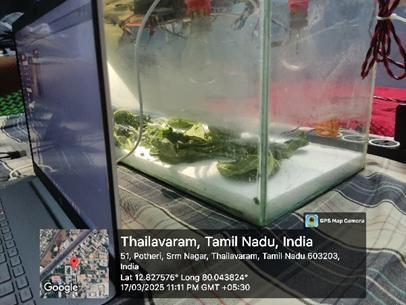 GPS Map Camera
Thailavaram, Tamil Nadu, India
51, Potheri, Srm Nagar, Thailavaram, Tamil Nadu 603203,
India
Lat 12.827575° Long 80.043824°
17/03/2025 11:11 PM GMT +05:30
Google